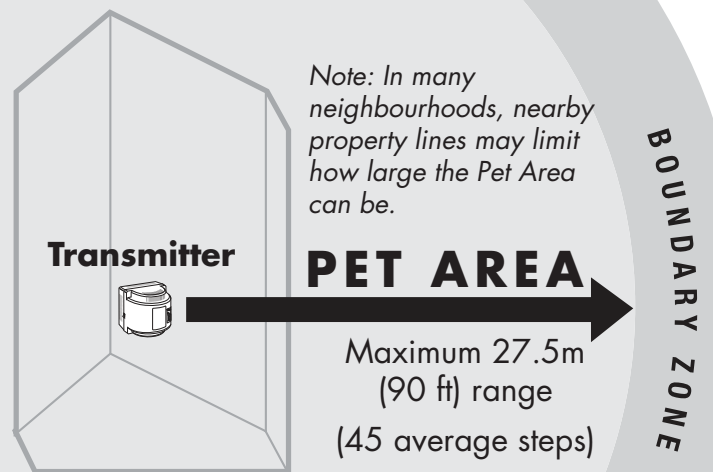 Note: In many
neighbourhoods, nearby
property lines may limit
how large the Pet Area
can be.
Transmitter
PET AREA
Maximum 27.5m
(90 ft) range
(45 average steps)
BOUNDARY ZONE